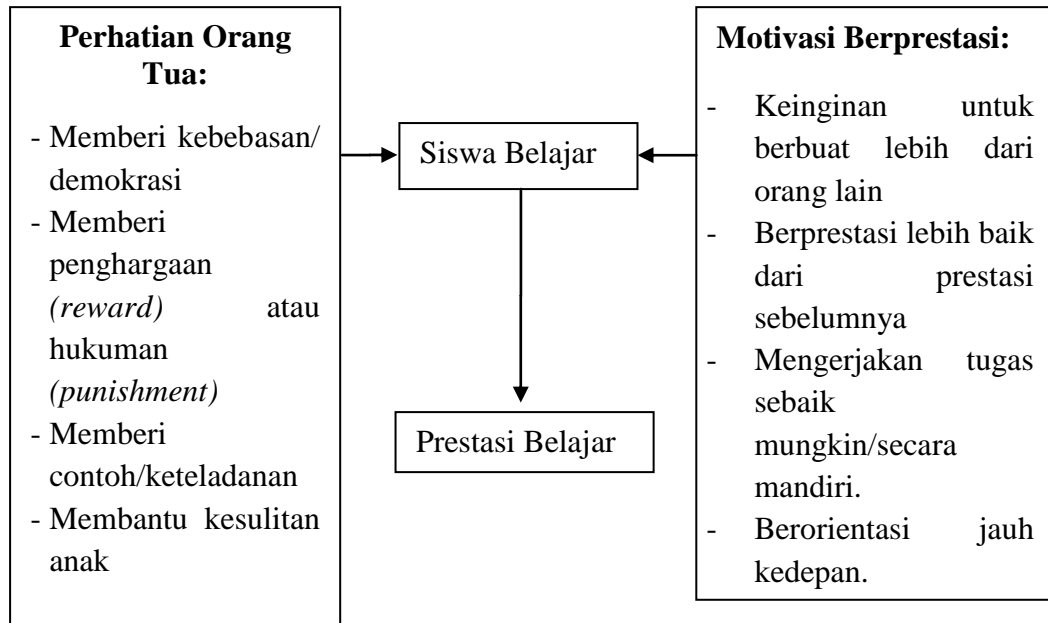 Perhatian Orang
Tua:
- Memberi kebebasan/
demokrasi
- Memberi
penghargaan
(reward) atau
hukuman
(punishment)
- Memberi
contoh/keteladanan
- Membantu kesulitan
anak
Siswa Belajar
Prestasi Belajar
Motivasi Berprestasi:
- Keinginan untuk
berbuat lebih dari
orang lain
- Berprestasi lebih baik
dari prestasi
sebelumnya
- Mengerjakan tugas
sebaik
mungkin/secara
mandiri.
- Berorientasi jauh
kedepan.